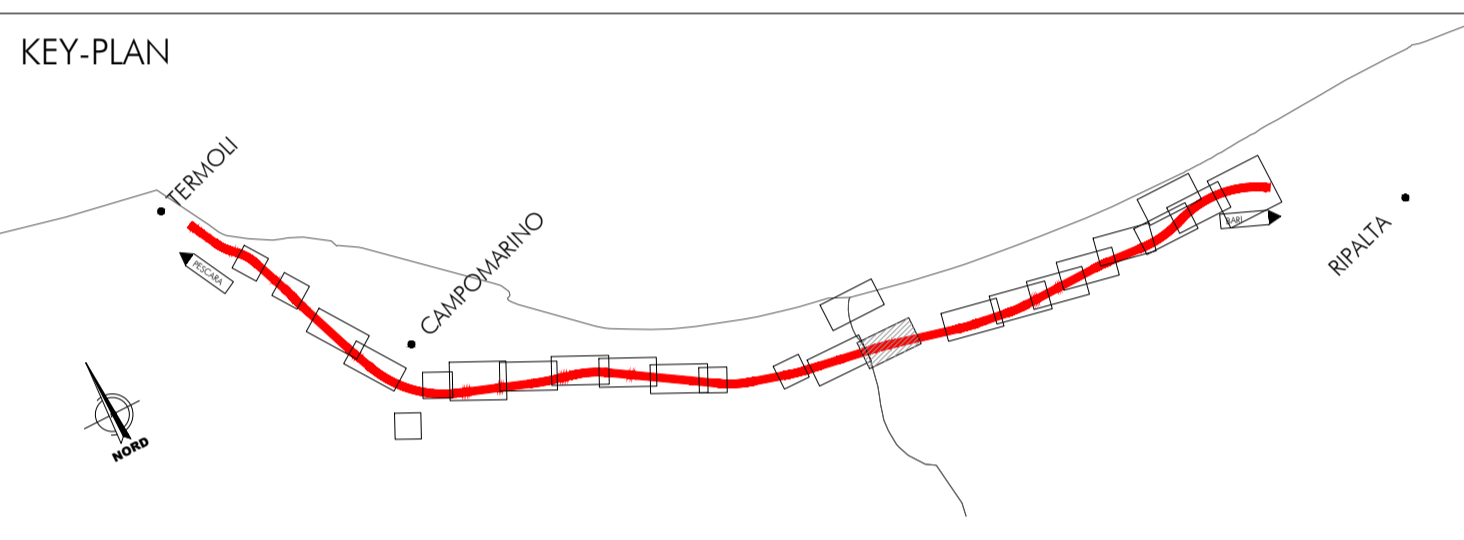 KEY-PLAN
TERMOLI
PESCARA
CAMPOMARINO
BARI
RIPALTA
NORD